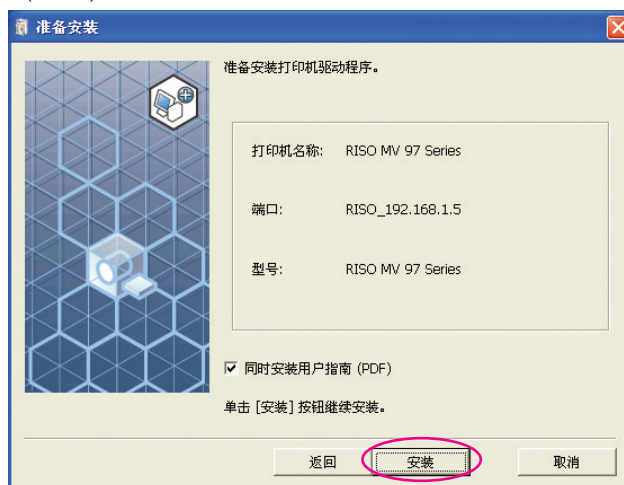 准备安装
准备安装打印机驱动程序。
打印机名称: RISO MV 97 Series
端口: RISO_192.168.1.5
型号: RISO MV 97 Series
同时安装用户指南 (PDF)
单击 [安装] 按钮继续安装。
返回 安装 取消